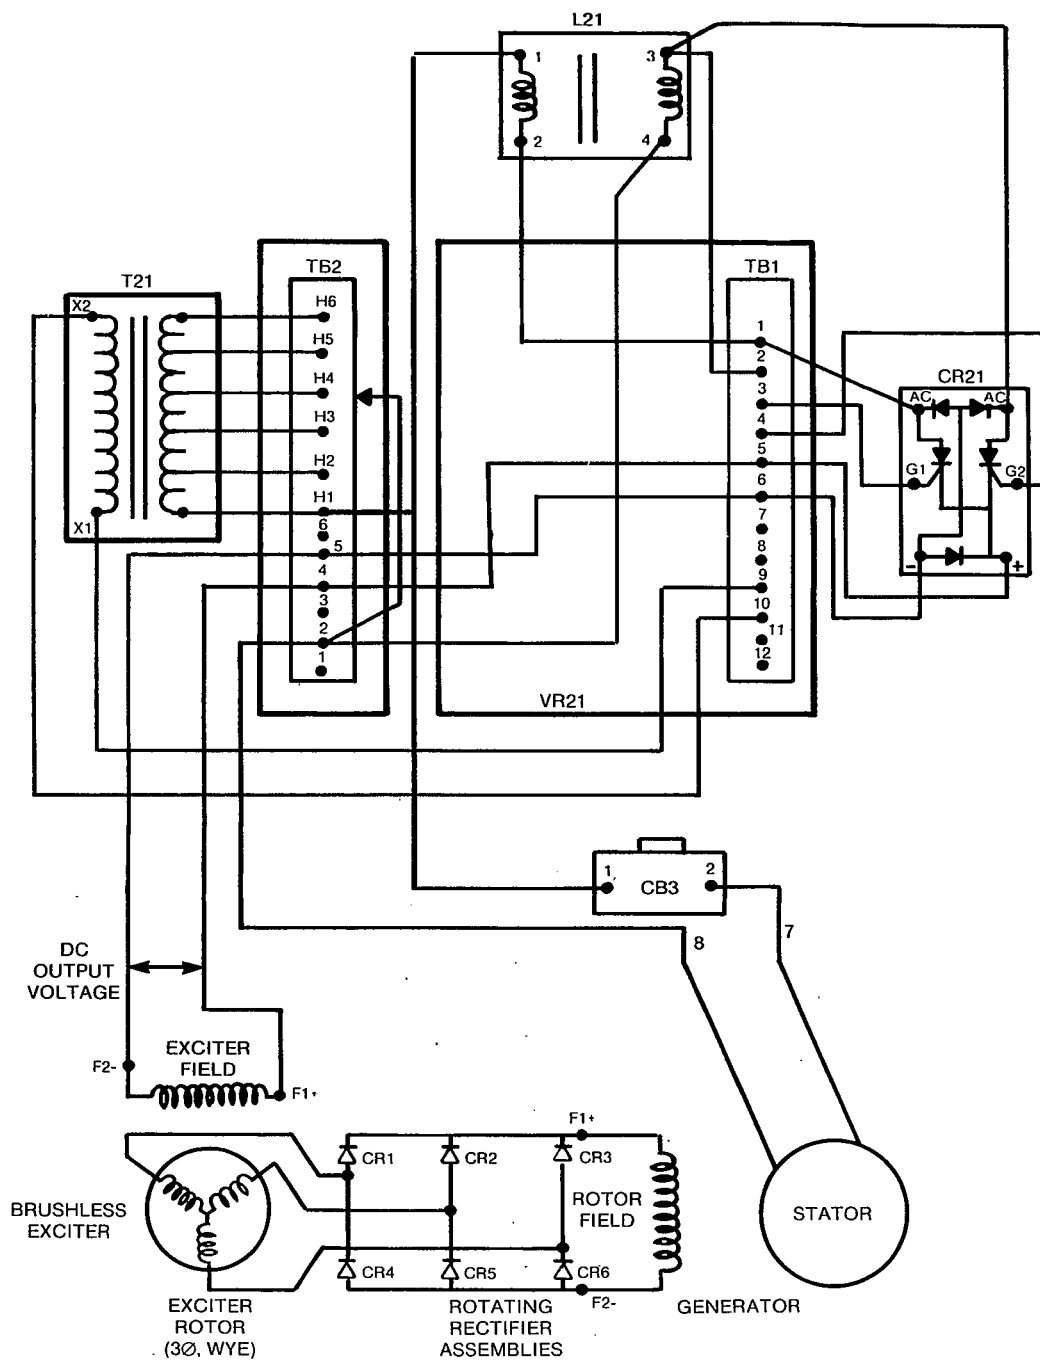 L21
1
3
2
4
T21
TB2
TB1
X2
H6
H5
H4
H3
H2
H1
6
5
4
3
2
1
X1
1
2
3
4
5
6
7
8
9
10
11
12
VR21
CR21
AC
AC
G1
G2
-
+
1
2
CB3
8
7
DC
OUTPUT
VOLTAGE
EXCITER
FIELD
F2-
F1+
F1+
CR1
CR2
CR3
BRUSHLESS
EXCITER
ROTOR
FIELD
STATOR
CR4
CR5
CR6
F2-
EXCITER
ROTOR
(3Ø, WYE)
ROTATING
RECTIFIER
ASSEMBLIES
GENERATOR